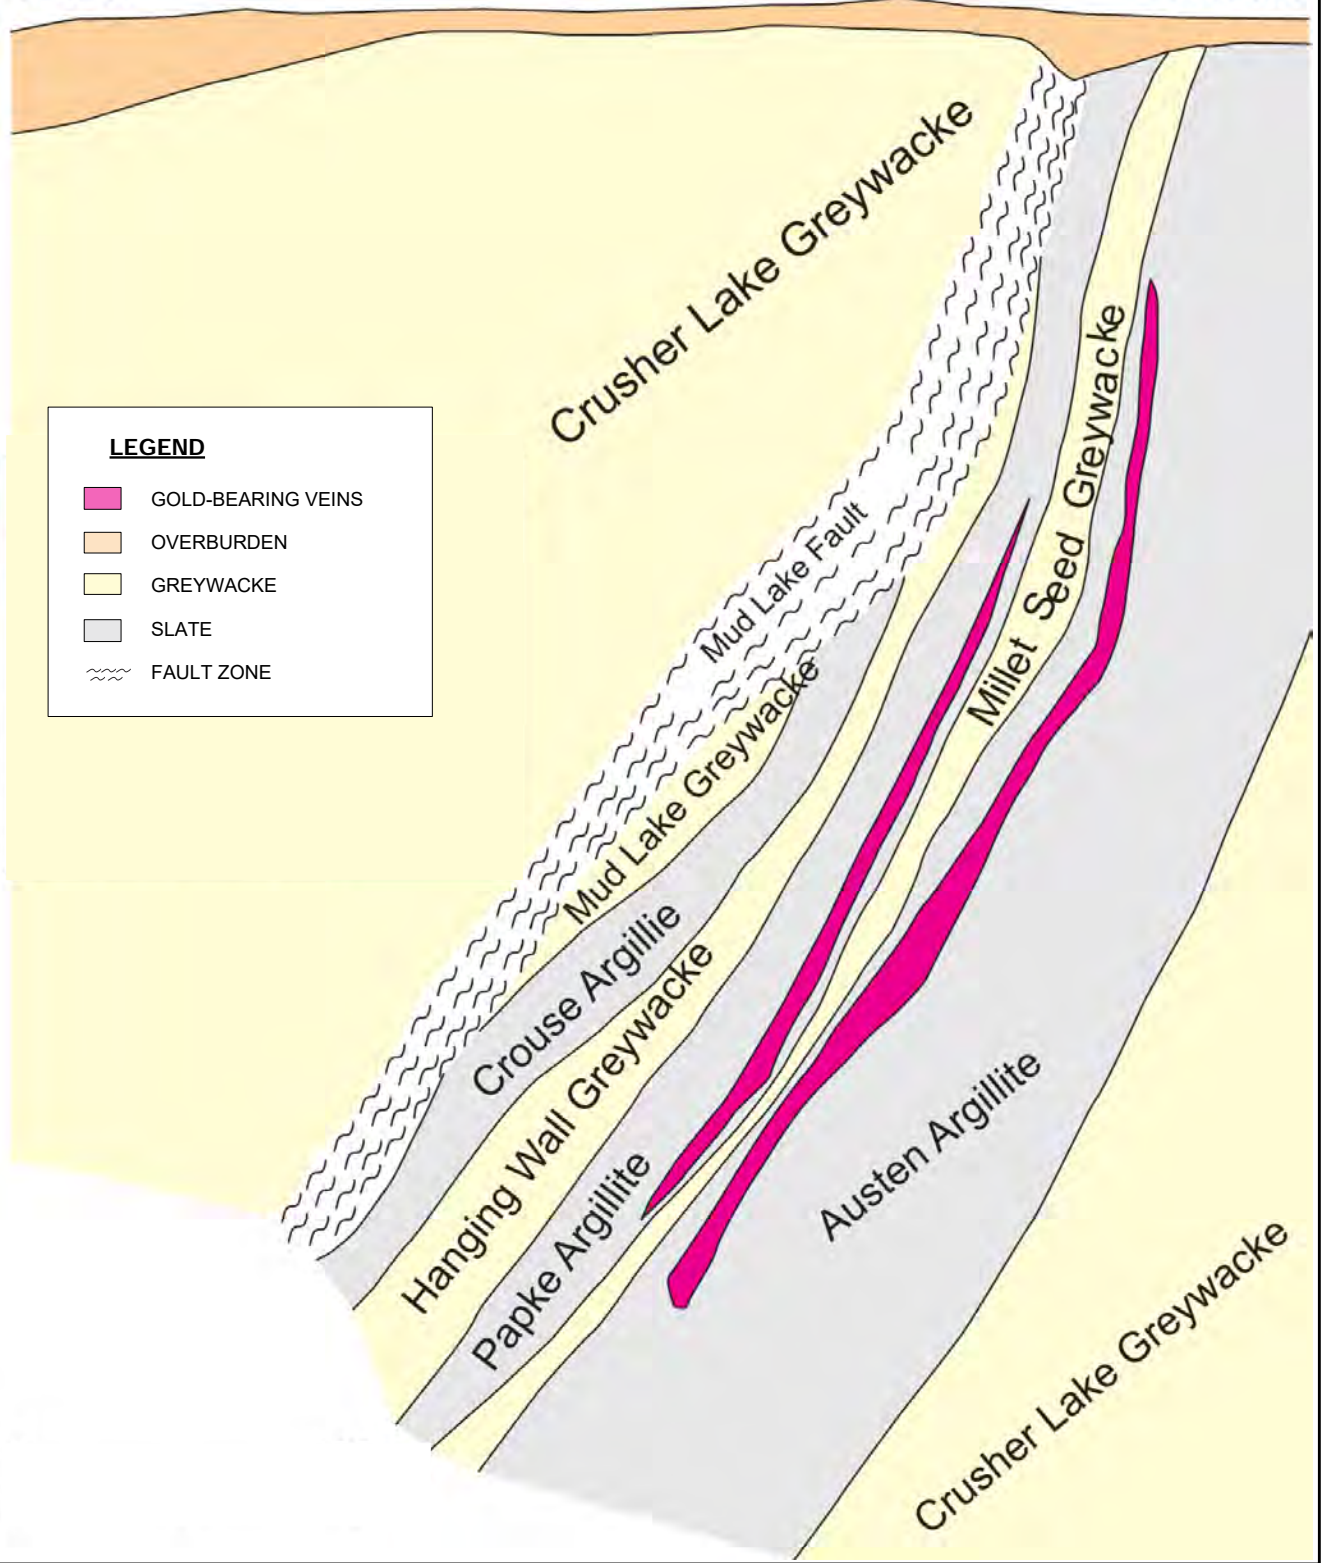 Crusher Lake Greywacke
LEGEND
GOLD-BEARING VEINS
OVERBURDEN
GREYWACKE
SLATE
FAULT ZONE
Mud Lake Fault
Millet Seed Greywacke
Mud Lake Greywacke
Crouse Argillie
Hanging Wall Greywacke
Papke Argillite
Austen Argillite
Crusher Lake Greywacke